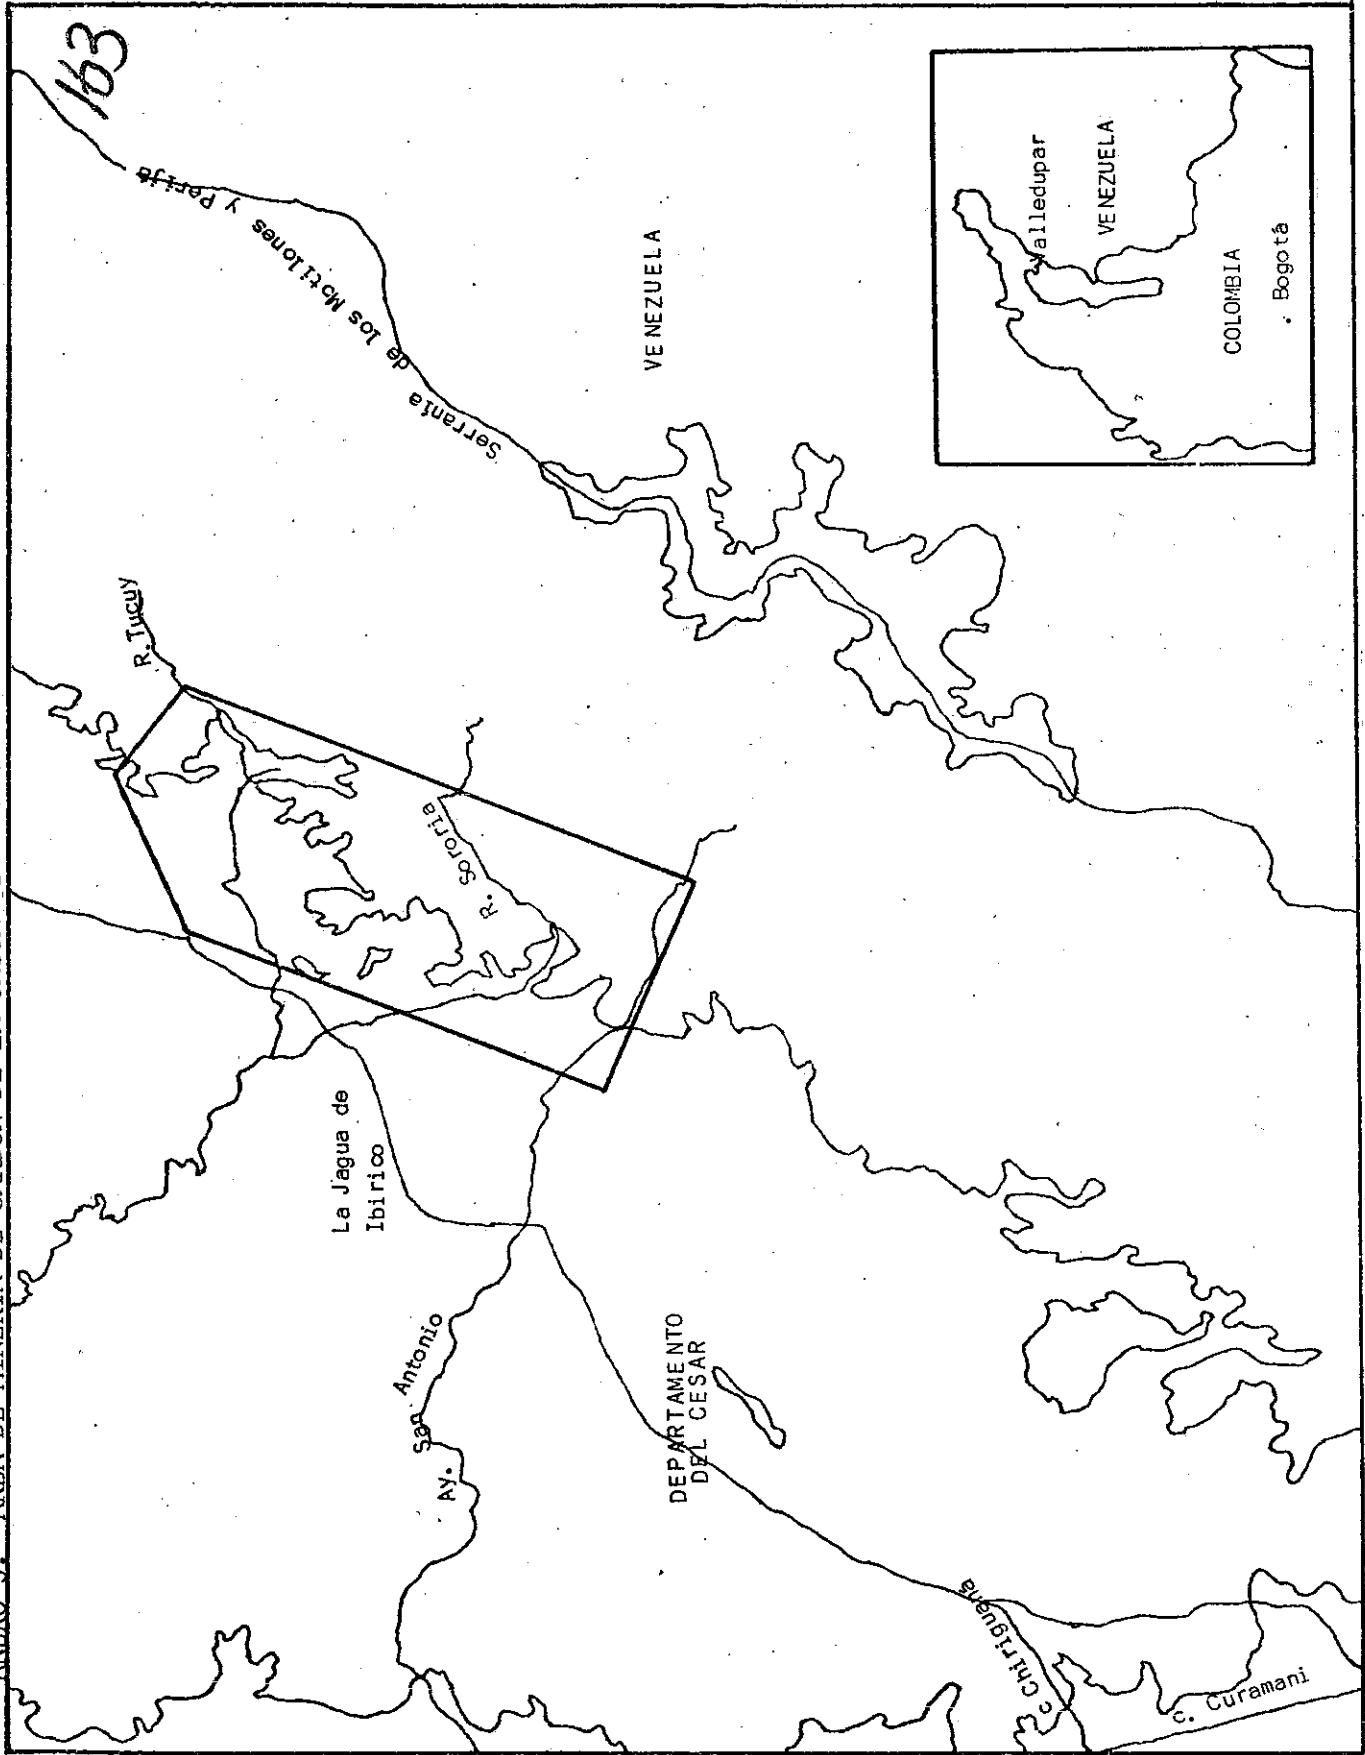 163
Serranía de los Motilones y Perijá
VENEZUELA
Valledupar
VENEZUELA
COLOMBIA
. Bogotá
R. Tucuy
R. Sororia
La Jagua de
Ibirico
Ay. San Antonio
DEPARTAMENTO
DEL CESAR
c Chiriguaná
c. Curamani